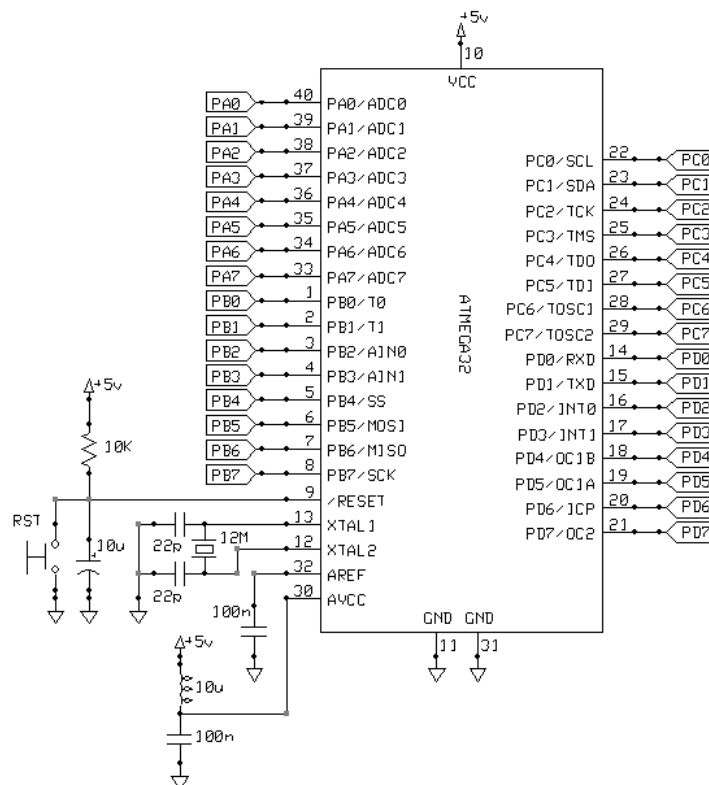 +5v
10
VCC
PA0 40 PA0/ADC0
PA1 39 PA1/ADC1
PA2 38 PA2/ADC2
PA3 37 PA3/ADC3
PA4 36 PA4/ADC4
PA5 35 PA5/ADC5
PA6 34 PA6/ADC6
PA7 33 PA7/ADC7
PB0 1 PB0/T0
PB1 2 PB1/T1
PB2 3 PB2/AIN0
PB3 4 PB3/AIN1
PB4 5 PB4/SS
PB5 6 PB5/MOSI
PB6 7 PB6/MISO
PB7 8 PB7/SCK
9 /RESET
13 XTAL1
12 XTAL2
32 AREF
30 AVCC
ATMEGA32
PC0/SCL 22 PC0
PC1/SDA 23 PC1
PC2/TCK 24 PC2
PC3/TMS 25 PC3
PC4/TDO 26 PC4
PC5/TDI 27 PC5
PC6/TOSC1 28 PC6
PC7/TOSC2 29 PC7
PD0/RXD 14 PD0
PD1/TXD 15 PD1
PD2/INT0 16 PD2
PD3/INT1 17 PD3
PD4/OC1B 18 PD4
PD5/OC1A 19 PD5
PD6/ICP 20 PD6
PD7/OC2 21 PD7
GND GND
11 31
+5v
10K
RST
10u
22p
12M
22p
100n
+5v
10u
100n